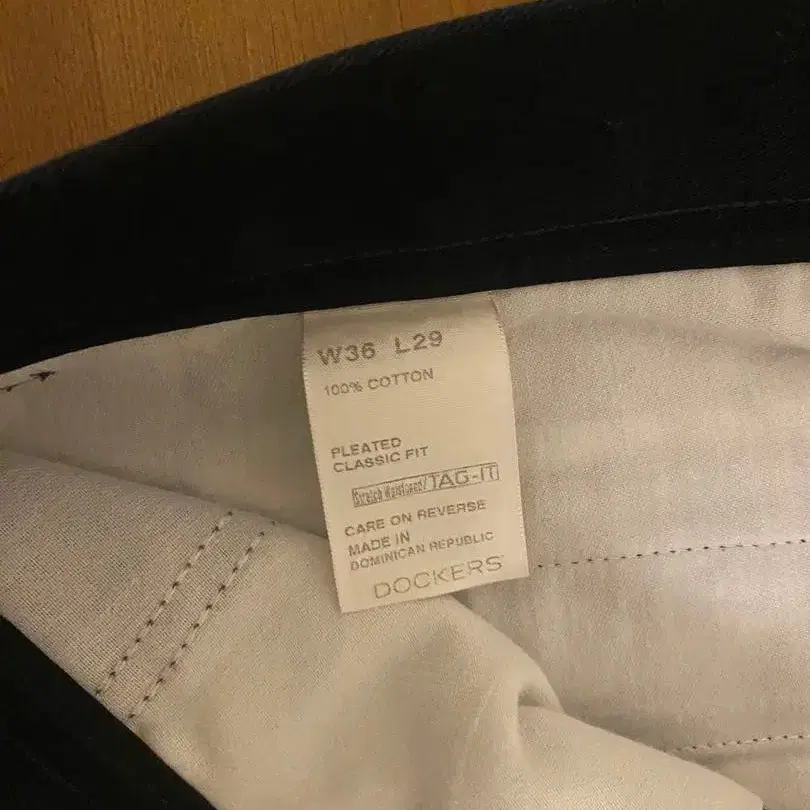 W36 L29
100% COTTON
PLEATED
CLASSIC FIT
Stretch Waistband/TAG-IT
CARE ON REVERSE
MADE IN
DOMINICAN REPUBLIC
DOCKERS